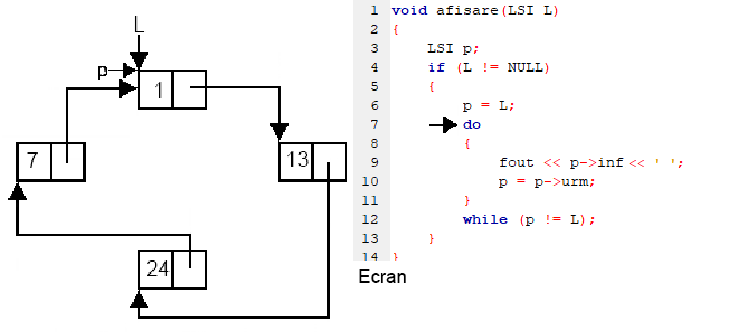 L
p
1
7
13
24
1 void afisare(LSI L)
2 {
3 LSI p;
4 if (L != NULL)
5 {
6 p = L;
7 do
8 {
9 fout << p->inf << ' ';
10 p = p->urm;
11 }
12 while (p != L);
13 }
14 }
Ecran